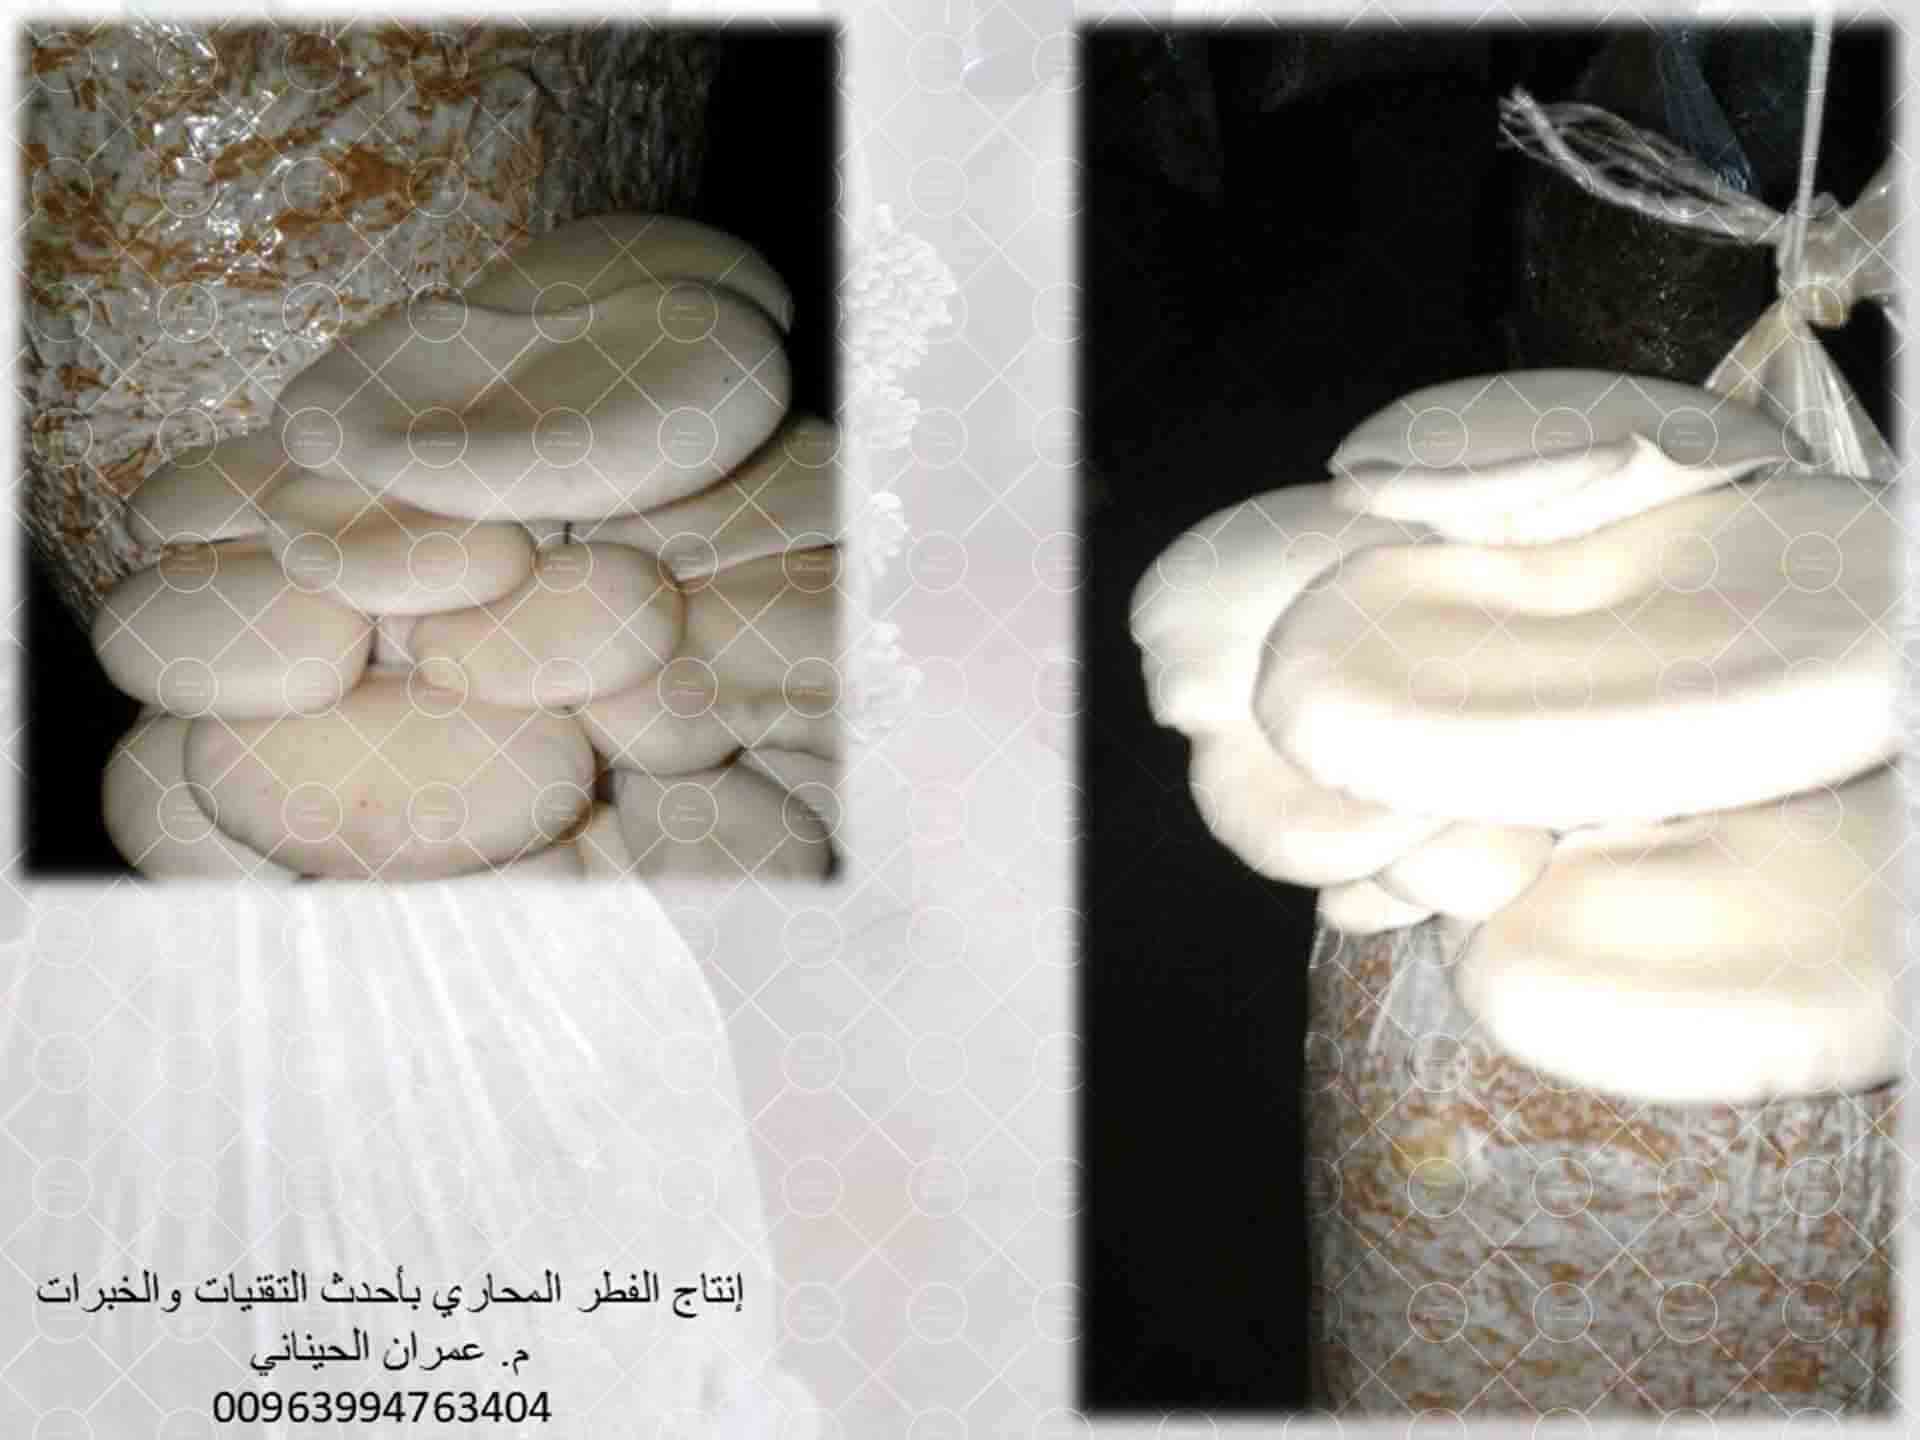 إنتاج الفطر المحاري بأحدث التقنيات والخبرات
م. عمران الحيناني
00963994763404